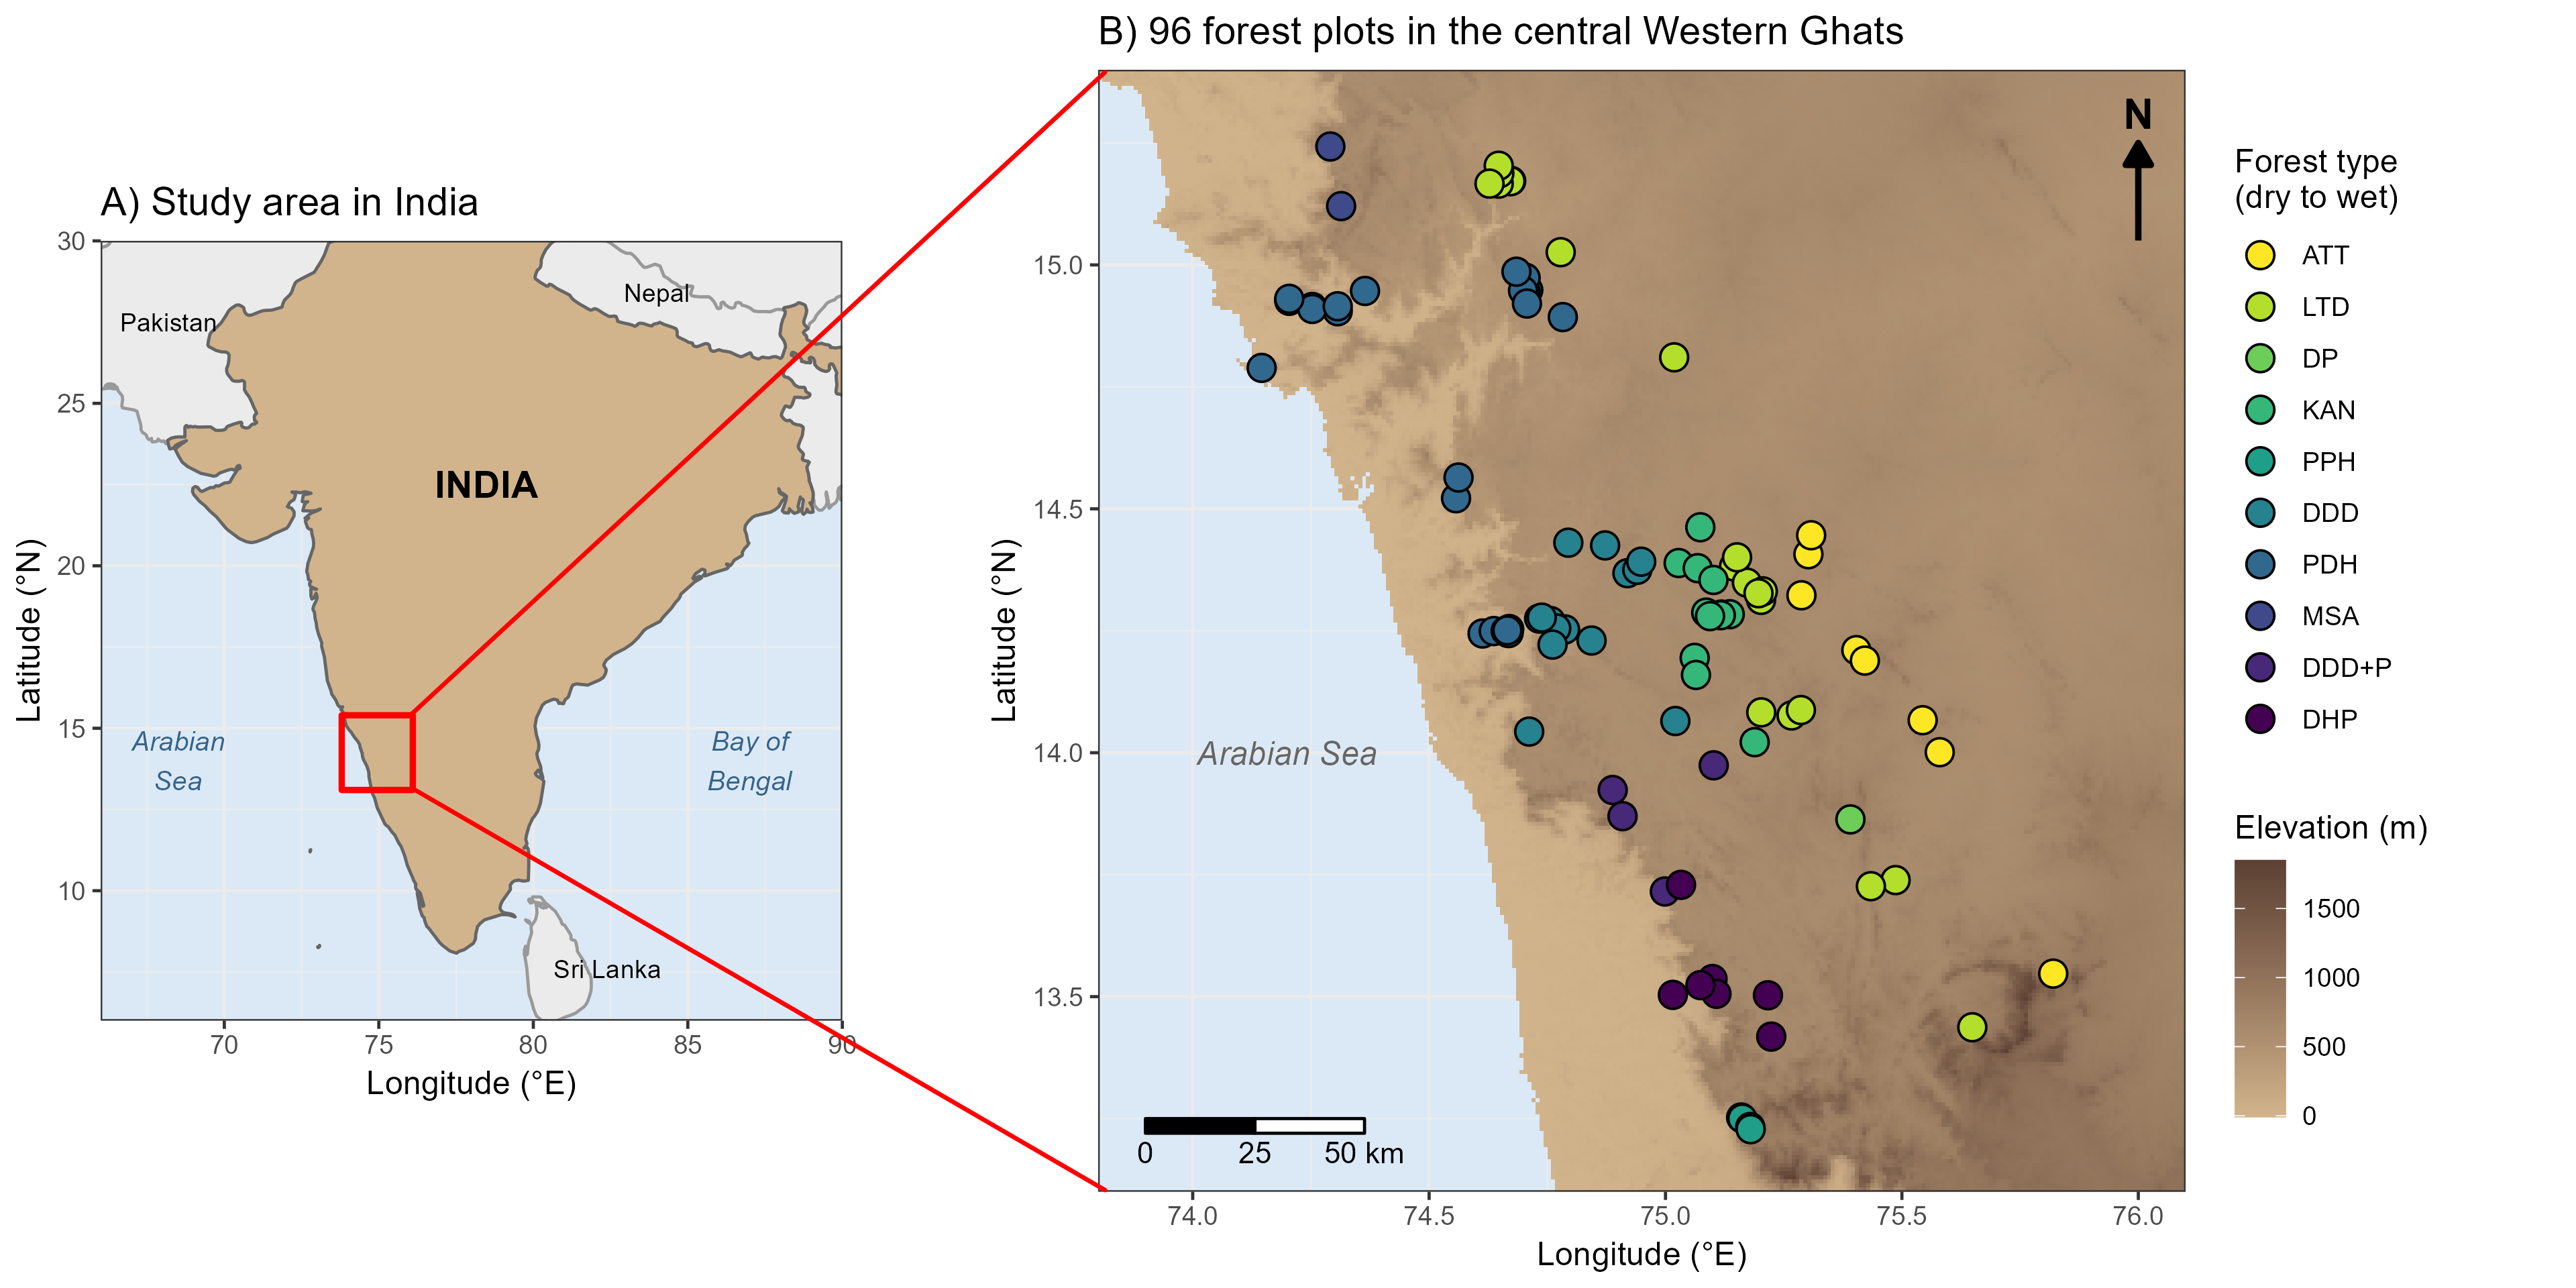 A) Study area in India
30
25
20
15
10
Latitude (°N)
Pakistan
Nepal
INDIA
Arabian
Sea
Bay of
Bengal
Sri Lanka
70
75
80
85
90
Longitude (°E)
B) 96 forest plots in the central Western Ghats
15.0
14.5
14.0
13.5
Latitude (°N)
N
Arabian Sea
0
25
50 km
74.0
74.5
75.0
75.5
76.0
Longitude (°E)
Forest type
(dry to wet)
ATT
LTD
DP
KAN
PPH
DDD
PDH
MSA
DDD+P
DHP
Elevation (m)
1500
1000
500
0